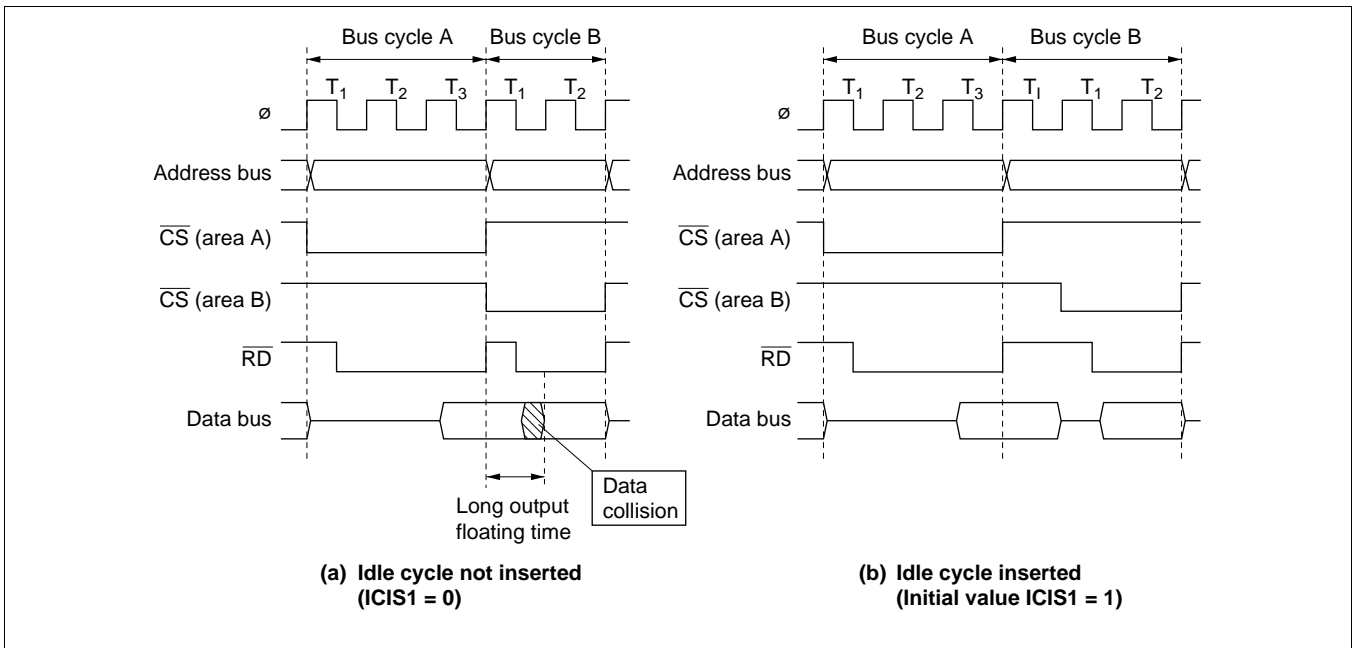 Bus cycle A
Bus cycle B
T1 T2 T3 T1 T2
ø
Address bus
CS (area A)
CS (area B)
RD
Data bus
Long output
floating time
Data
collision
(a) Idle cycle not inserted
(ICIS1 = 0)
Bus cycle A
Bus cycle B
T1 T2 T3 TI T1 T2
ø
Address bus
CS (area A)
CS (area B)
RD
Data bus
(b) Idle cycle inserted
(Initial value ICIS1 = 1)